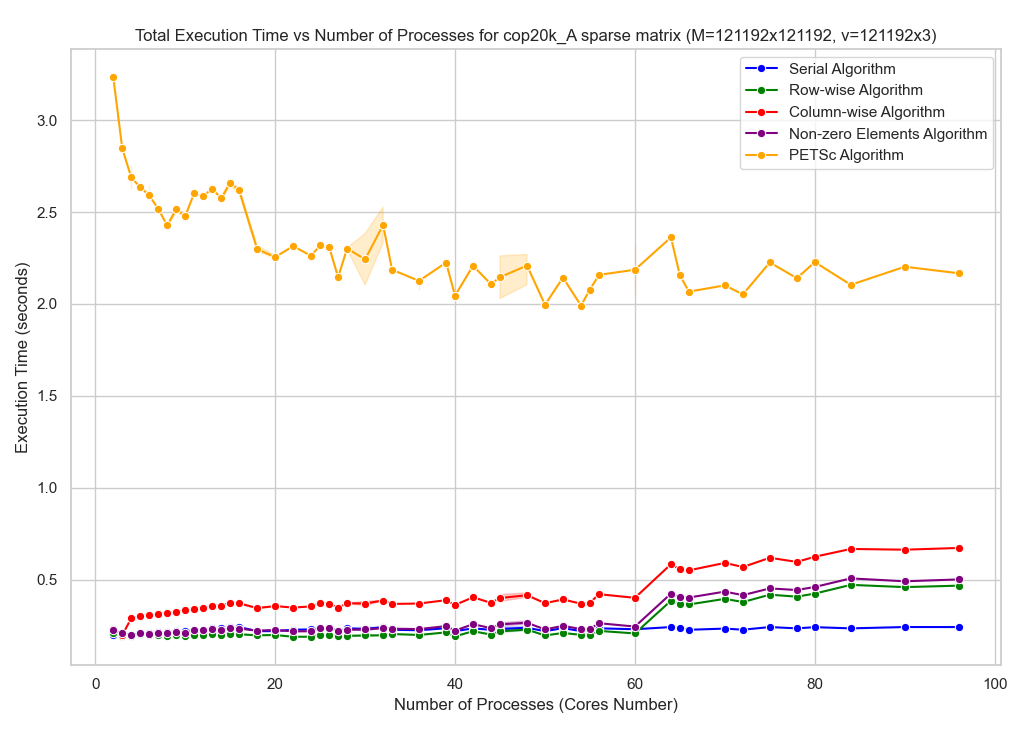 Total Execution Time vs Number of Processes for cop20k_A sparse matrix (M=121192x121192, v=121192x3)
Serial Algorithm
Row-wise Algorithm
Column-wise Algorithm
Non-zero Elements Algorithm
PETSc Algorithm
Execution Time (seconds)
3.0
2.5
2.0
1.5
1.0
0.5
0 20 40 60 80 100
Number of Processes (Cores Number)